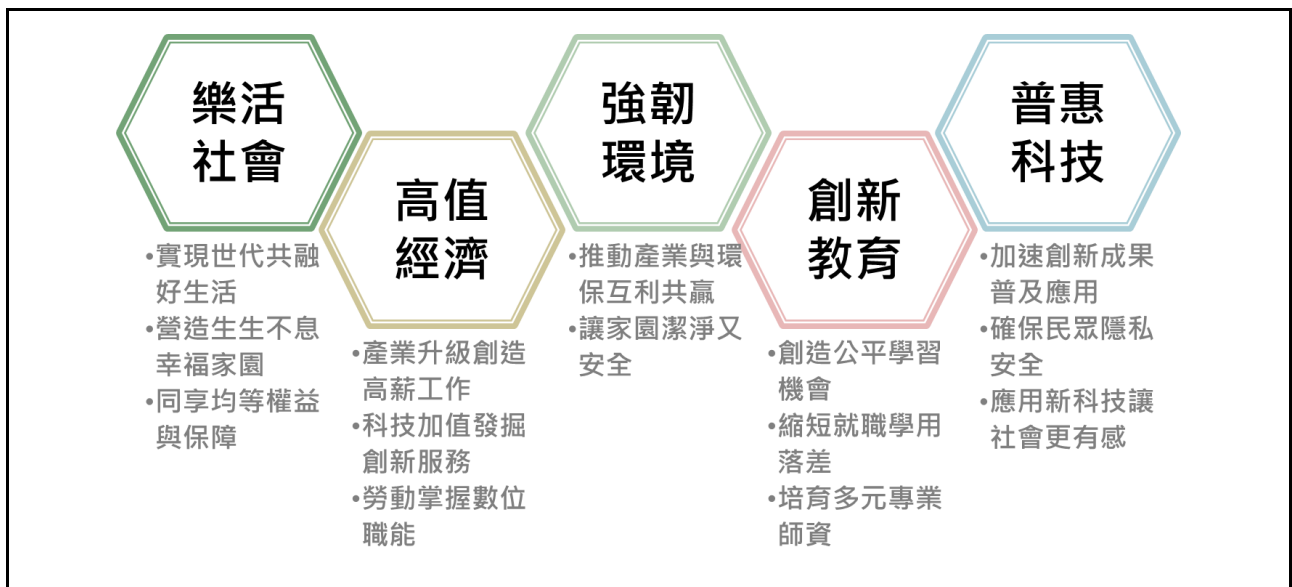 樂活
社會
•實現世代共融
好生活
•營造生生不息
幸福家園
•同享均等權益
與保障
高值
經濟
•產業升級創造
高薪工作
•科技加值發掘
創新服務
•勞動掌握數位
職能
強韌
環境
•推動產業與環
保互利共贏
•讓家園潔淨又
安全
創新
教育
•創造公平學習
機會
•縮短就職學用
落差
•培育多元專業
師資
普惠
科技
•加速創新成果
普及應用
•確保民眾隱私
安全
•應用新科技讓
社會更有感